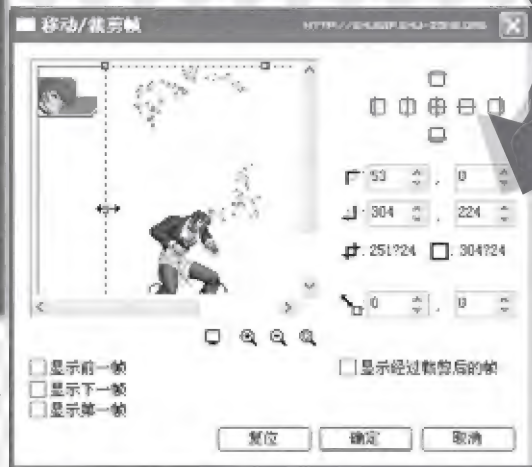 移动/裁剪帧
53 , 0
304 , 224
: 251?24 : 304?24
0 , 0
显示前一帧
显示下一帧
显示第一帧
显示经过裁剪后的帧
复位
确定
取消